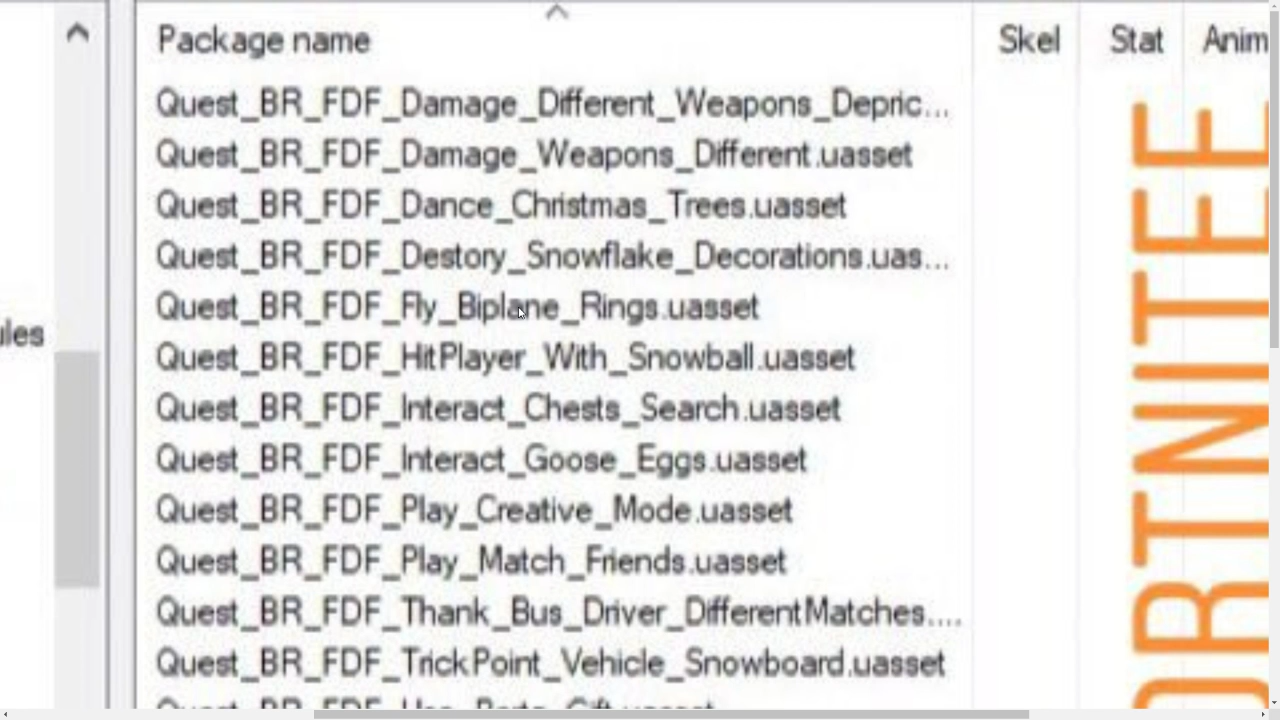 Package name Skel Stat Anim
Quest_BR_FDF_Damage_Different_Weapons_Depric...
Quest_BR_FDF_Damage_Weapons_Different.uasset
Quest_BR_FDF_Dance_Christmas_Trees.uasset
Quest_BR_FDF_Destory_Snowflake_Decorations.uas...
ules Quest_BR_FDF_Fly_Biplane_Rings.uasset
Quest_BR_FDF_HitPlayer_With_Snowball.uasset
Quest_BR_FDF_Interact_Chests_Search.uasset
Quest_BR_FDF_Interact_Goose_Eggs.uasset
Quest_BR_FDF_Play_Creative_Mode.uasset
Quest_BR_FDF_Play_Match_Friends.uasset
Quest_BR_FDF_Thank_Bus_Driver_DifferentMatches....
Quest_BR_FDF_TrickPoint_Vehicle_Snowboard.uasset
ORTNITE